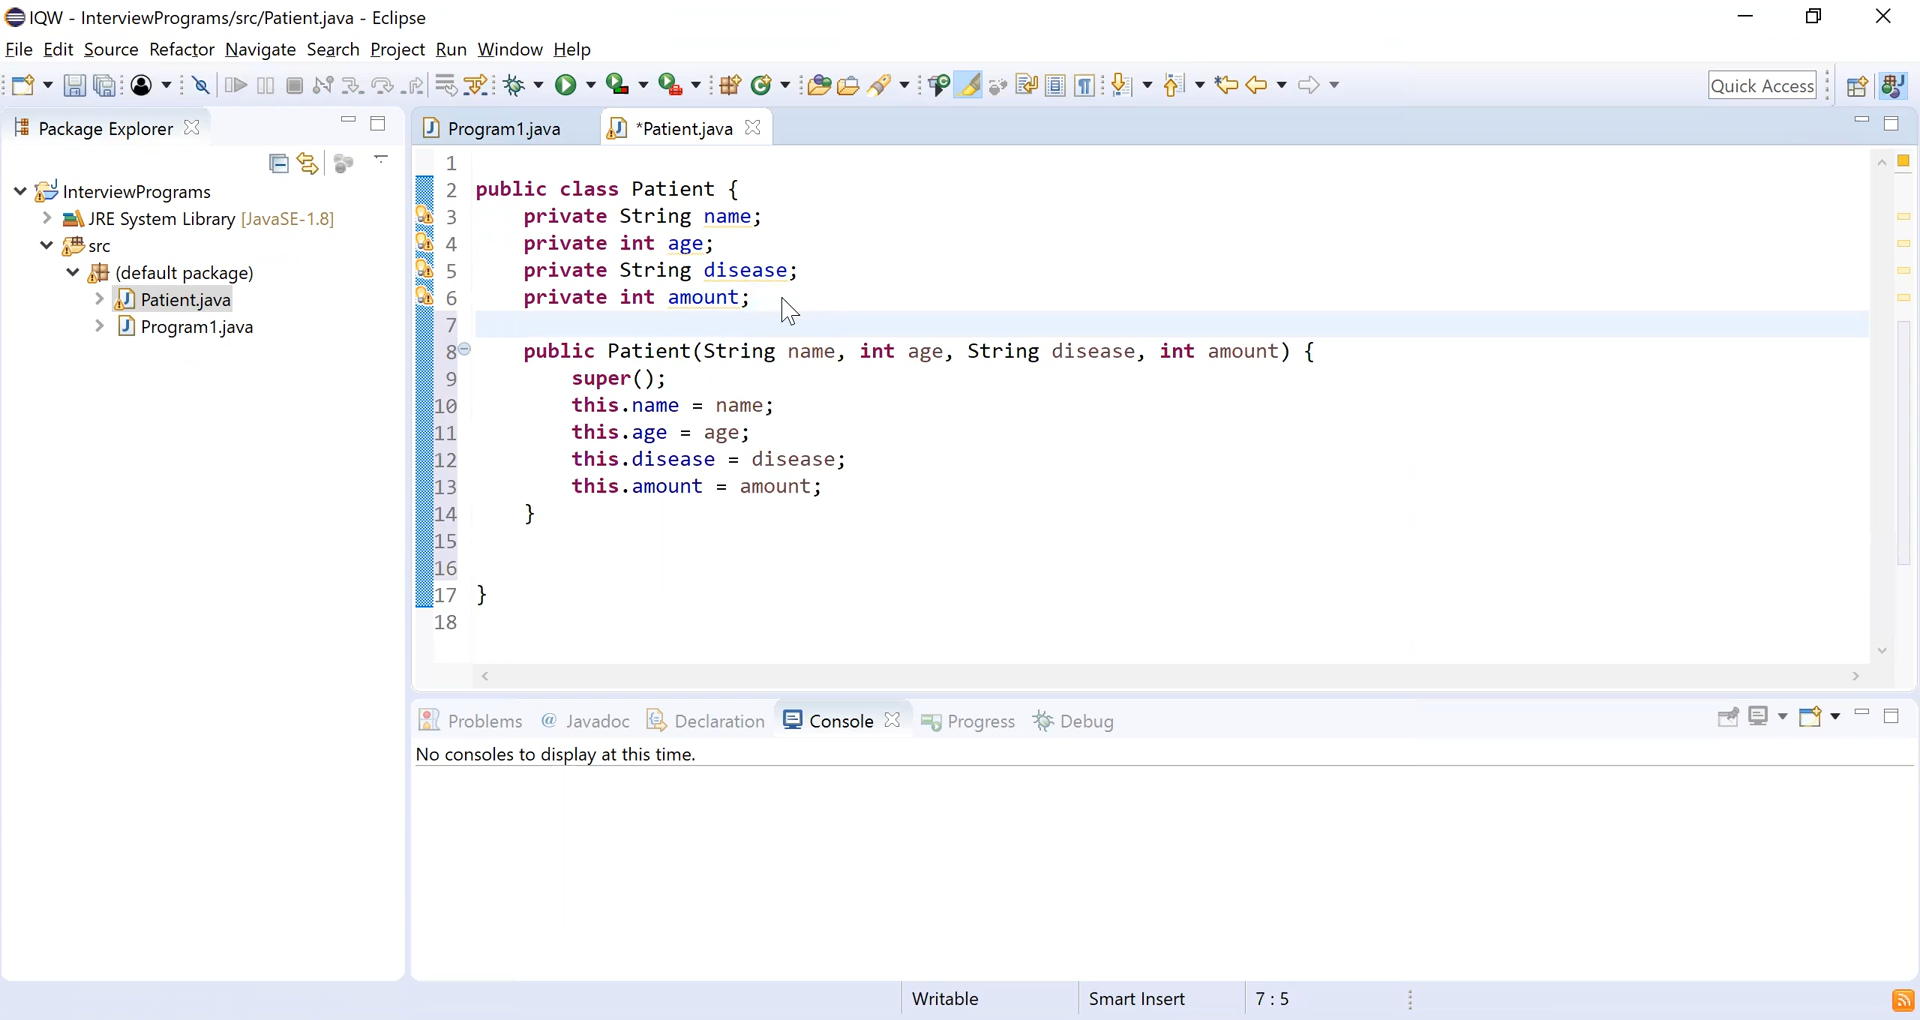 IQW - InterviewPrograms/src/Patient.java - Eclipse
File Edit Source Refactor Navigate Search Project Run Window Help
Quick Access
Package Explorer
InterviewPrograms
JRE System Library [JavaSE-1.8]
src
(default package)
Patient.java
Program1.java
Program1.java *Patient.java
1
2 public class Patient {
3 private String name;
4 private int age;
5 private String disease;
6 private int amount;
7
8 public Patient(String name, int age, String disease, int amount) {
9 super();
10 this.name = name;
11 this.age = age;
12 this.disease = disease;
13 this.amount = amount;
14 }
15
16
17 }
18
Problems @ Javadoc Declaration Console Progress Debug
No consoles to display at this time.
Writable Smart Insert 7 : 5